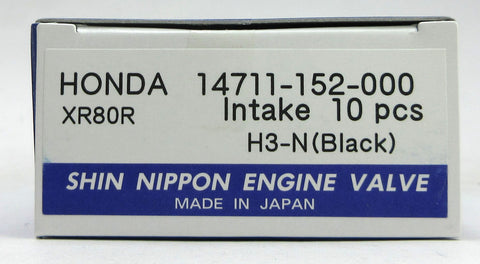 HONDA 14711-152-000
XR80R Intake 10 pcs
H3-N(Black)
SHIN NIPPON ENGINE VALVE
MADE IN JAPAN